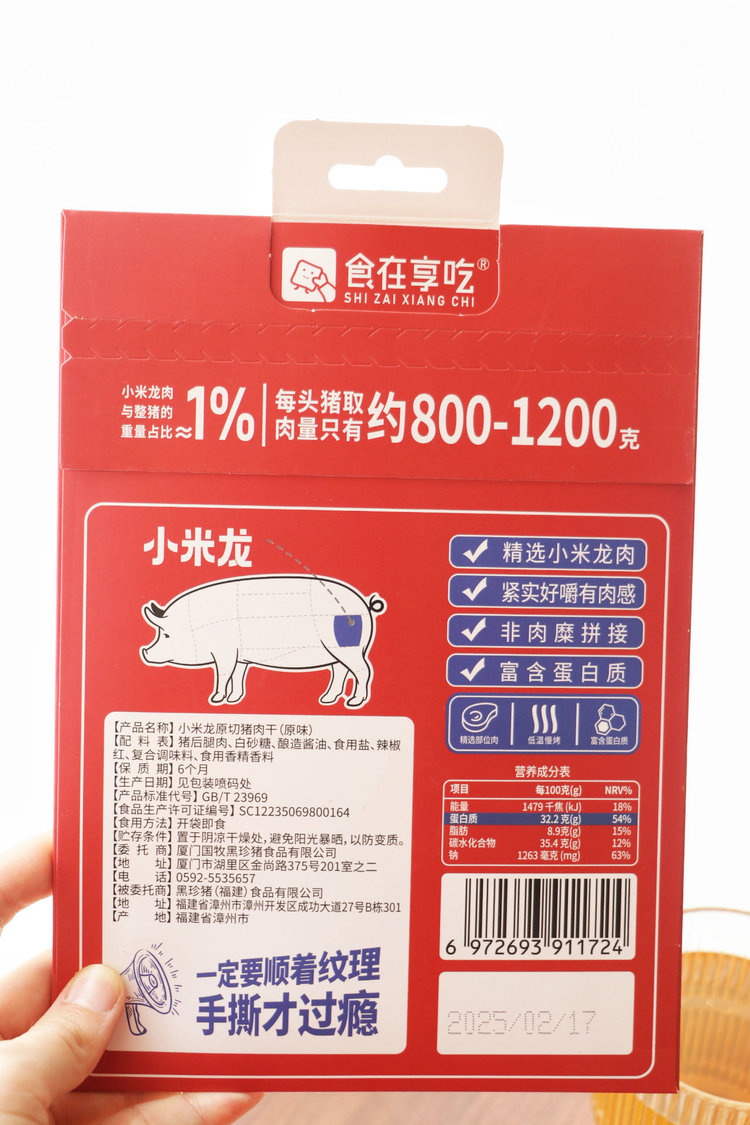 食在享吃®
SHI ZAI XIANG CHI
小米龙肉
与整猪的
重量占比≈1%
每头猪取
肉量只有约800-1200克
小米龙
精选小米龙肉
紧实好嚼有肉感
非肉糜拼接
富含蛋白质
精选部位肉 低温慢烤 富含蛋白质
【产品名称】小米龙原切猪肉干(原味)
【配 料 表】猪后腿肉、白砂糖、酿造酱油、食用盐、辣椒
红、复合调味料、食用香精香料
【保 质 期】6个月
【生产日期】见包装喷码处
【产品标准代号】GB/T 23969
【食品生产许可证编号】SC12235069800164
【食用方法】开袋即食
【贮存条件】置于阴凉干燥处,避免阳光暴晒,以防变质。
【委 托 商】厦门国牧黑珍猪食品有限公司
【地 址】厦门市湖里区金尚路375号201室之二
【电 话】0592-5535657
【被委托商】黑珍猪(福建)食品有限公司
【地 址】福建省漳州市漳州开发区成功大道27号B栋301
【产 地】福建省漳州市
一定要顺着纹理
手撕才过瘾
营养成分表
项目 每100克(g) NRV%
能量 1479 千焦(kJ) 18%
蛋白质 32.2 克(g) 54%
脂肪 8.9克(g) 15%
碳水化合物 35.4 克(g) 12%
钠 1263 毫克(mg) 63%
6 972693 911724
2025/02/17